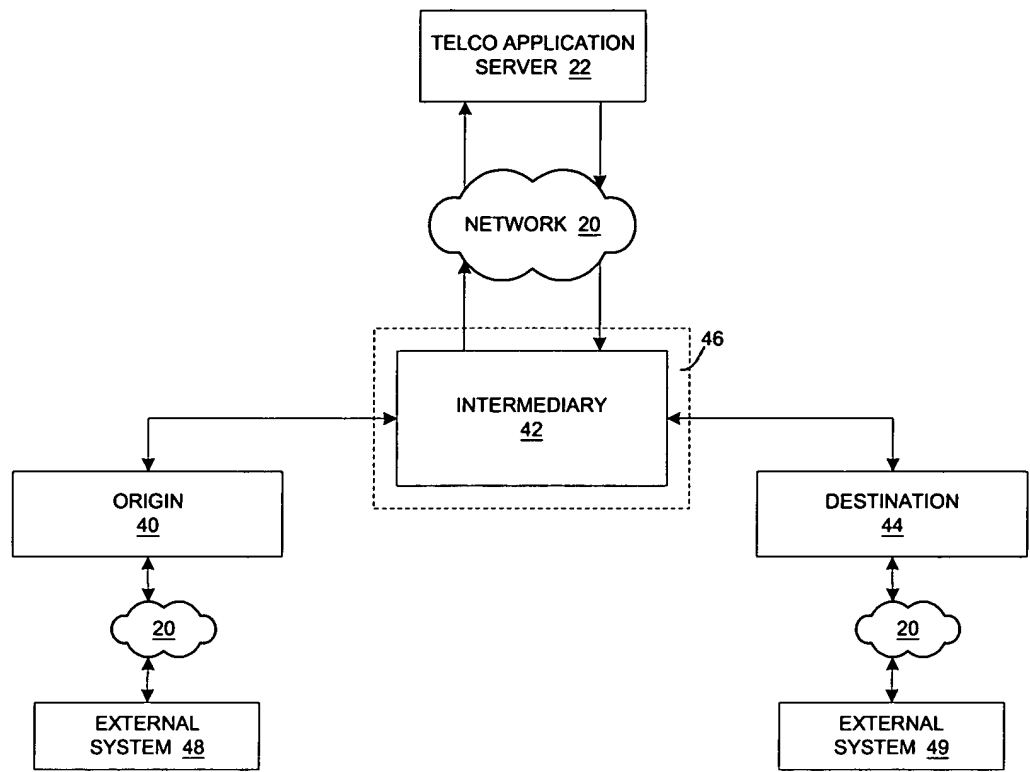 TELCO APPLICATION
SERVER 22
NETWORK 20
46
INTERMEDIARY
42
ORIGIN
40
DESTINATION
44
20
20
EXTERNAL
SYSTEM 48
EXTERNAL
SYSTEM 49